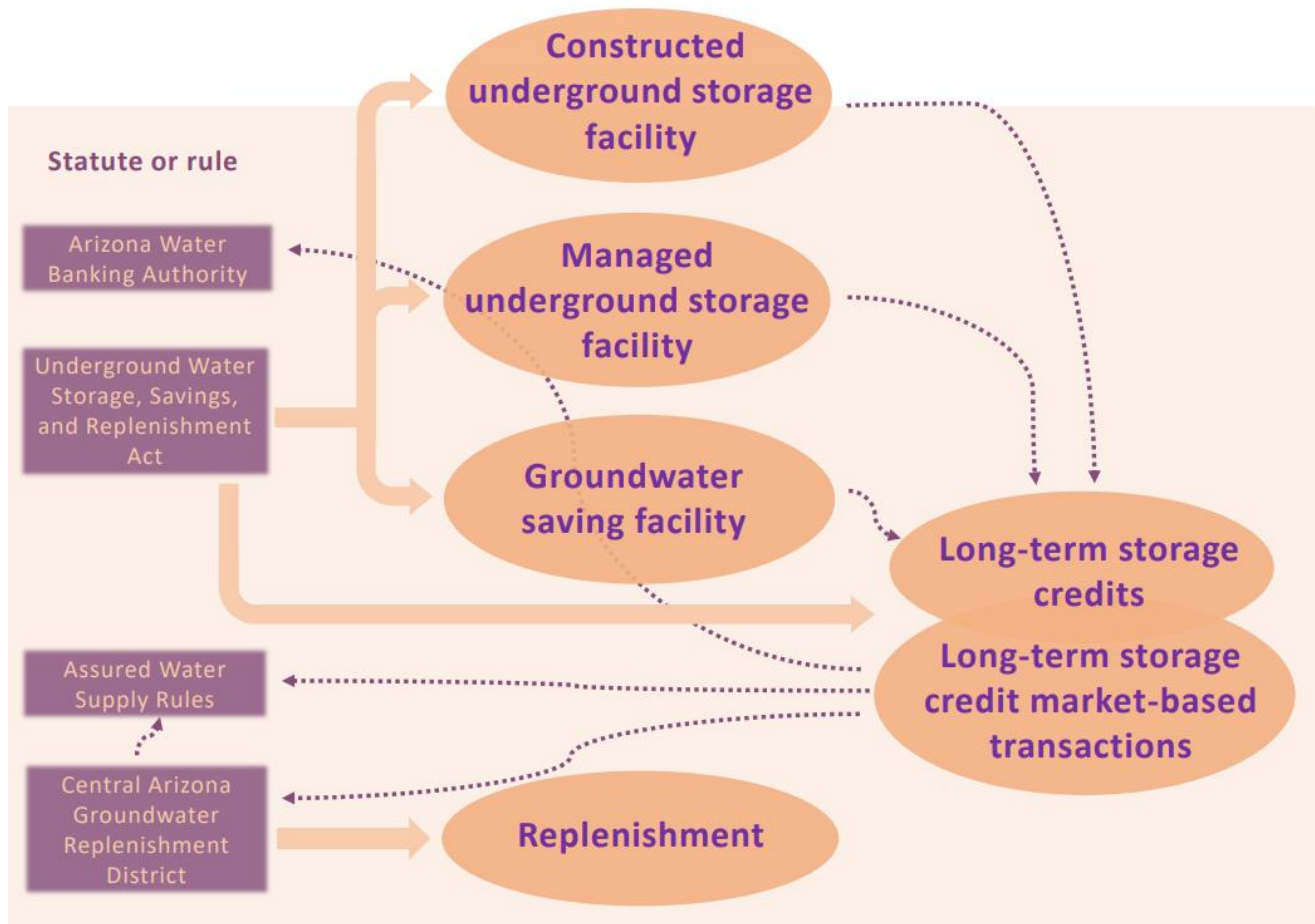 Constructed
underground storage
facility
Statute or rule
Arizona Water
Banking Authority
Managed
underground storage
facility
Underground Water
Storage, Savings,
and Replenishment
Act
Groundwater
saving facility
Long-term storage
credits
Long-term storage
credit market-based
transactions
Assured Water
Supply Rules
Central Arizona
Groundwater
Replenishment
District
Replenishment